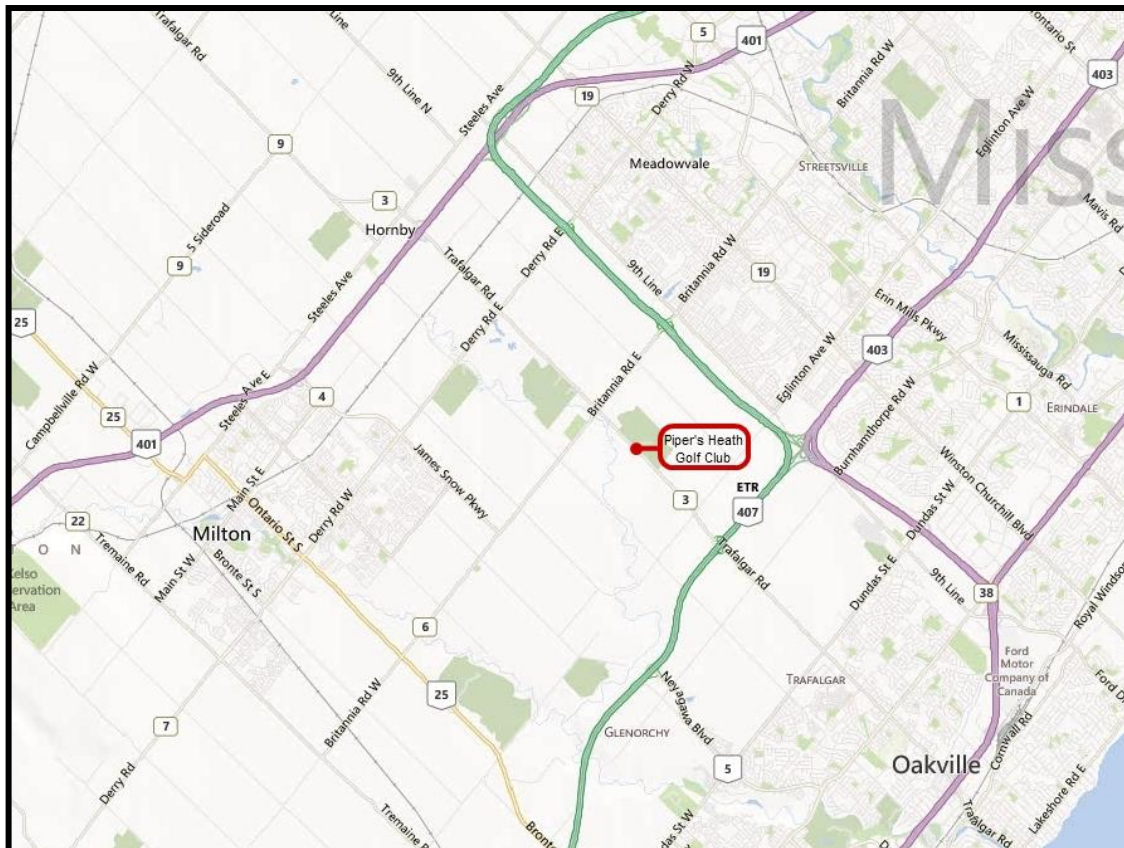 Trafalgar Rd
9th Line
5
401
Ontario St
403
9th Line N
Steeles Ave
19
Derry Rd W
Britannia Rd W
Eglinton Ave W
MISS
9
Meadowvale
STREETSVILLE
Mavis Rd
3
Hornby
5 Sideroad
9
Trafalgar Rd
Derry Rd E
9th Line
Britannia Rd W
19
Erin Mills Pkwy
25
Steeles Ave
Derry Rd E
403
Mississauga Rd
Campbellville Rd W
Steeles Ave E
4
Britannia Rd E
Eglinton Ave W
Burnhamthorpe Rd W
1
ERINDALE
25
401
James Snow Pkwy
Piper's Heath
Golf Club
Winston Churchill Blvd
Main St E
ETR
407
3
22
Milton
Ontario St S
Derry Rd W
Dundas St W
O N
Tremaine Rd
Main St W
Bronte St S
Trafalgar Rd
Dundas St E
9th Line
38
Royal Windsor
Kelso
servation
Area
6
Ford
Motor
Company of
Canada
25
Britannia Rd W
Neyagawa Blvd
TRAFALGAR
Ford D
7
GLENORCHY
5
Oakville
Cornwall Rd
Derry Rd
Tremaine Rd
Bronte
das St W
Trafalgar Rd
Lakeshore Rd E